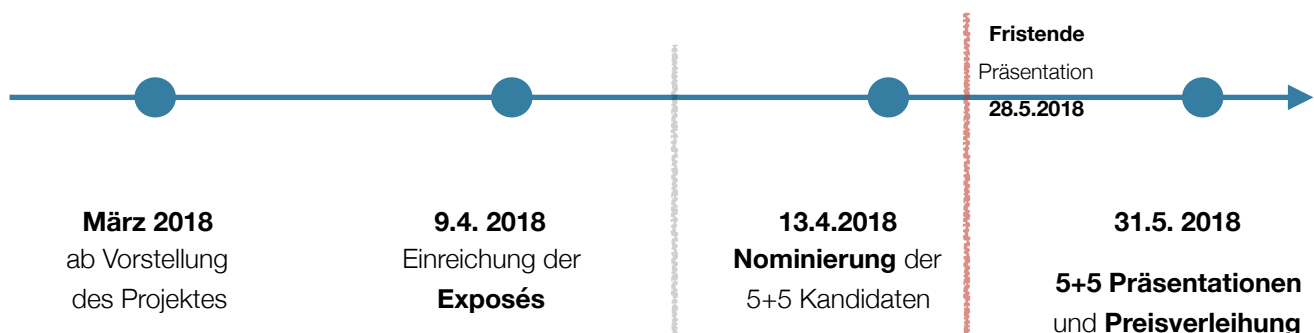 Fristende
Präsentation
28.5.2018
März 2018
ab Vorstellung
des Projektes
9.4. 2018
Einreichung der
Exposés
13.4.2018
Nominierung der
5+5 Kandidaten
31.5. 2018
5+5 Präsentationen
und Preisverleihung